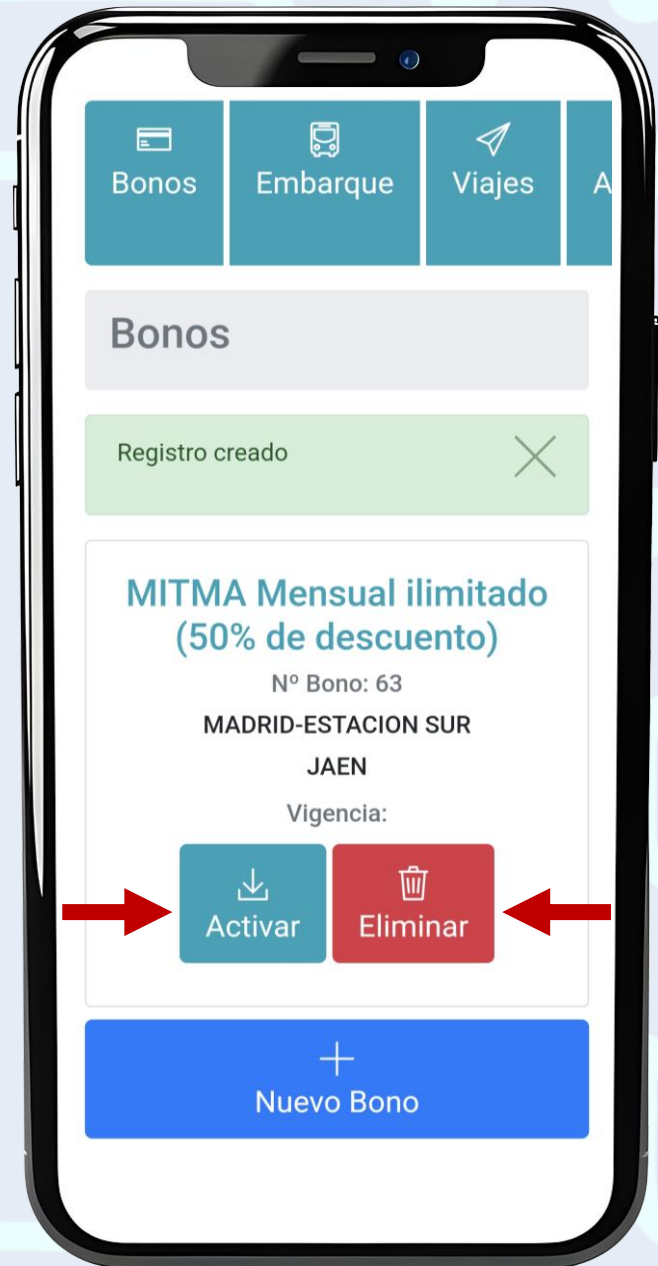 Bonos
Embarque
Viajes
A
Bonos
Registro creado
MITMA Mensual ilimitado
(50% de descuento)
Nº Bono: 63
MADRID-ESTACION SUR
JAEN
Vigencia:
Activar
Eliminar
Nuevo Bono